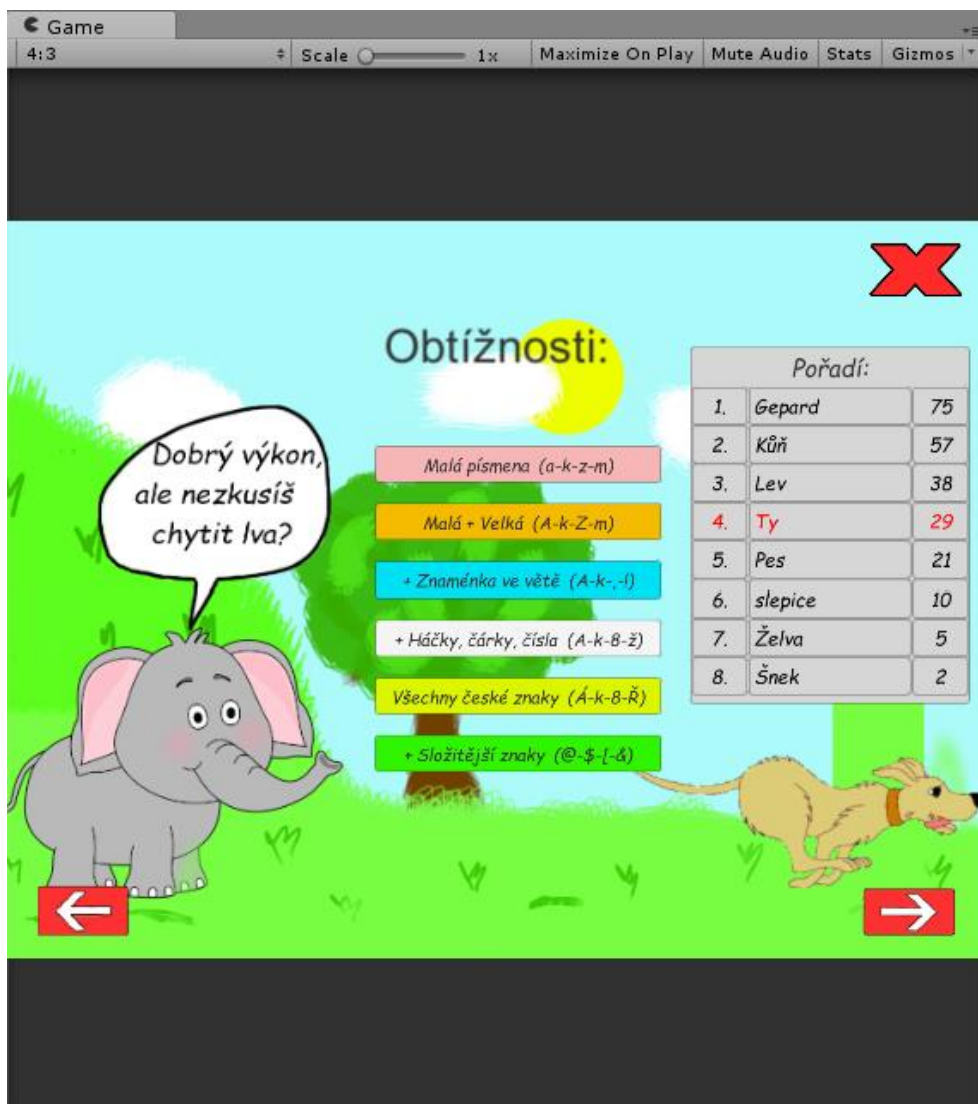 Game
4:3 Scale 1x Maximize On Play Mute Audio Stats Gizmos
Obtížnosti:
Dobrý výkon,
ale nezkusíš
chytit lva?
Malá písmena (a-k-z-m)
Malá + Velká (A-k-Z-m)
+ Znaménka ve větě (A-k-,-!)
+ Háčky, čárky, čísla (A-k-8-ž)
Všechny české znaky (Á-k-8-Ř)
+ Složitější znaky (@-$-[-&)
Pořadí:
1. Gepard 75
2. Kůň 57
3. Lev 38
4. Ty 29
5. Pes 21
6. slepice 10
7. Želva 5
8. Šnek 2